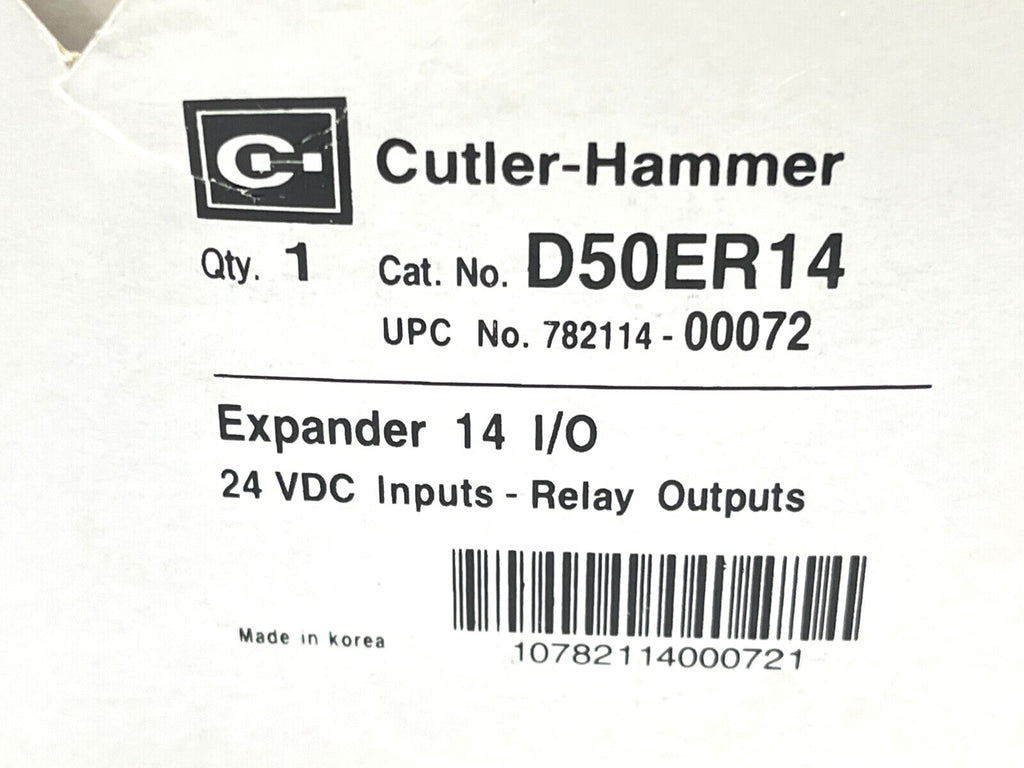 Cutler-Hammer
Qty. 1 Cat. No. D50ER14
UPC No. 782114-00072
Expander 14 I/O
24 VDC Inputs - Relay Outputs
Made in korea
10782114000721